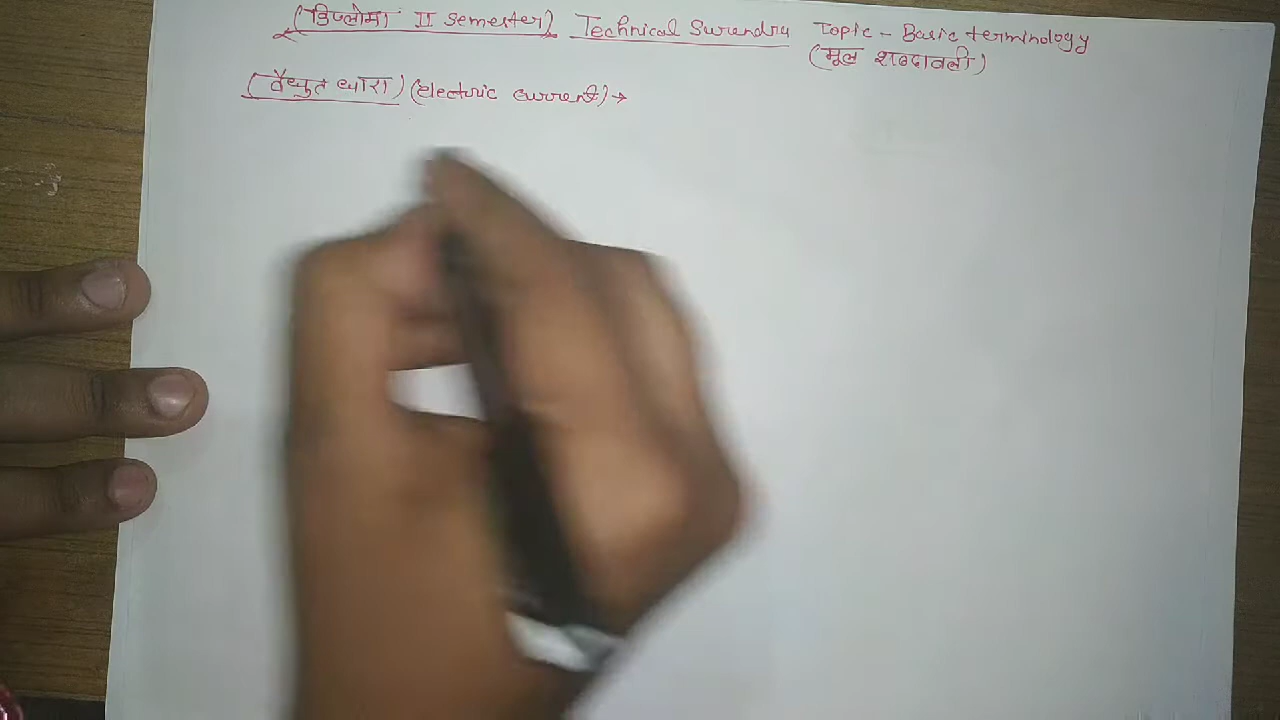 (डिप्लोमा II Semester) Technical Surendra Topic - Basic terminology
(मूल शब्दावली)
(वैध्युत धारा) (Electric current) →